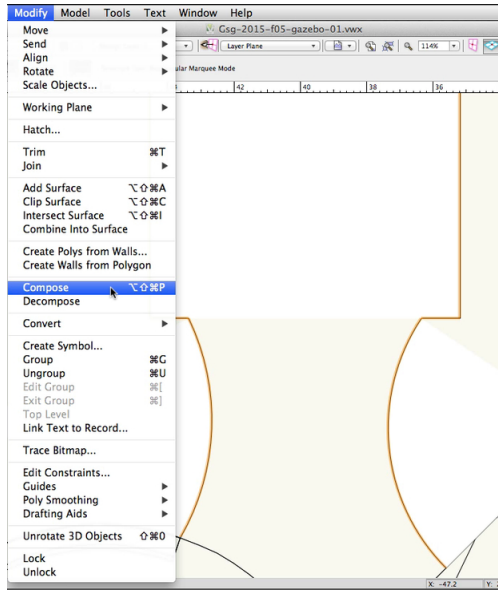 Modify Model Tools Text Window Help
Gsg-2015-f05-gazebo-01.vwx
Move
Send
Align
Rotate
Scale Objects...
Working Plane
Hatch...
Trim ⌘T
Join
Add Surface ⌥⇧⌘A
Clip Surface ⌥⇧⌘C
Intersect Surface ⌥⇧⌘I
Combine Into Surface
Create Polys from Walls...
Create Walls from Polygon
Compose ⌥⇧⌘P
Decompose
Convert
Create Symbol...
Group ⌘G
Ungroup ⌘U
Edit Group ⌘[
Exit Group ⌘]
Top Level
Link Text to Record...
Trace Bitmap...
Edit Constraints...
Guides
Poly Smoothing
Drafting Aids
Unrotate 3D Objects ⇧⌘0
Lock
Unlock
Layer Plane
114%
Marquee Mode
42 40 38 36
X: -47.2 Y: